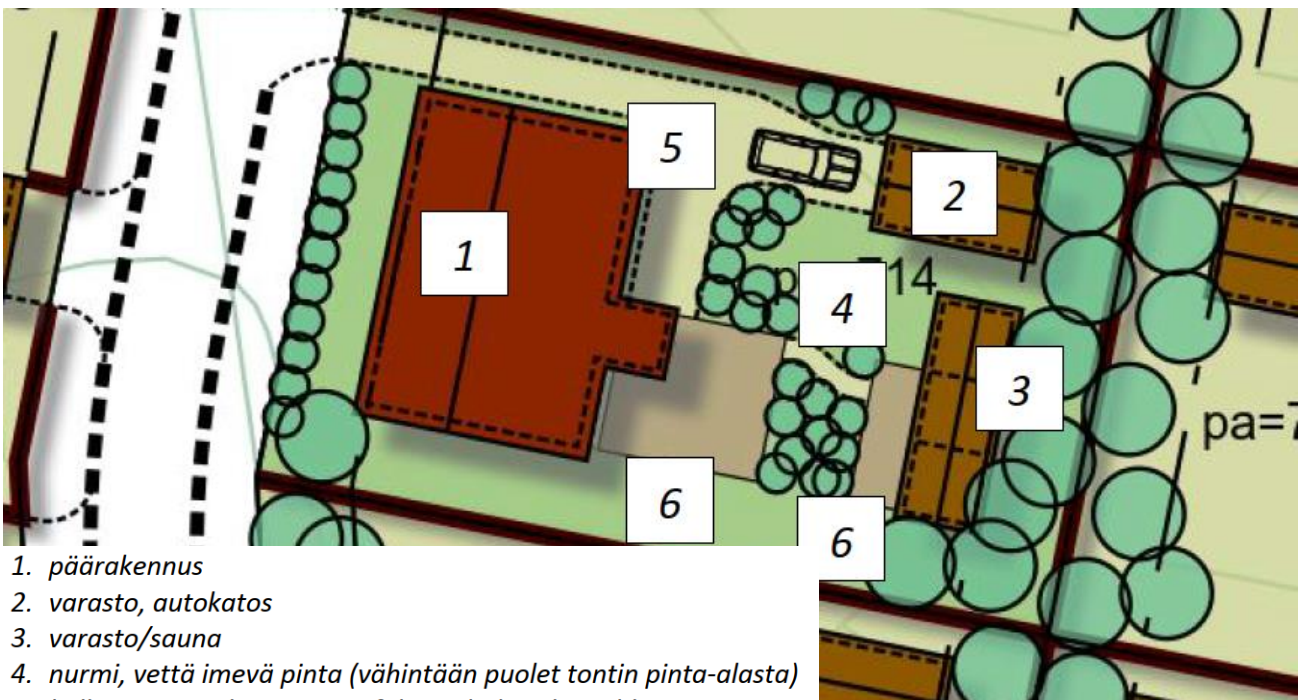 5
2
1
714
4
3
pa=7
6
6
1. päärakennus
2. varasto, autokatos
3. varasto/sauna
4. nurmi, vettä imevä pinta (vähintään puolet tontin pinta-alasta)